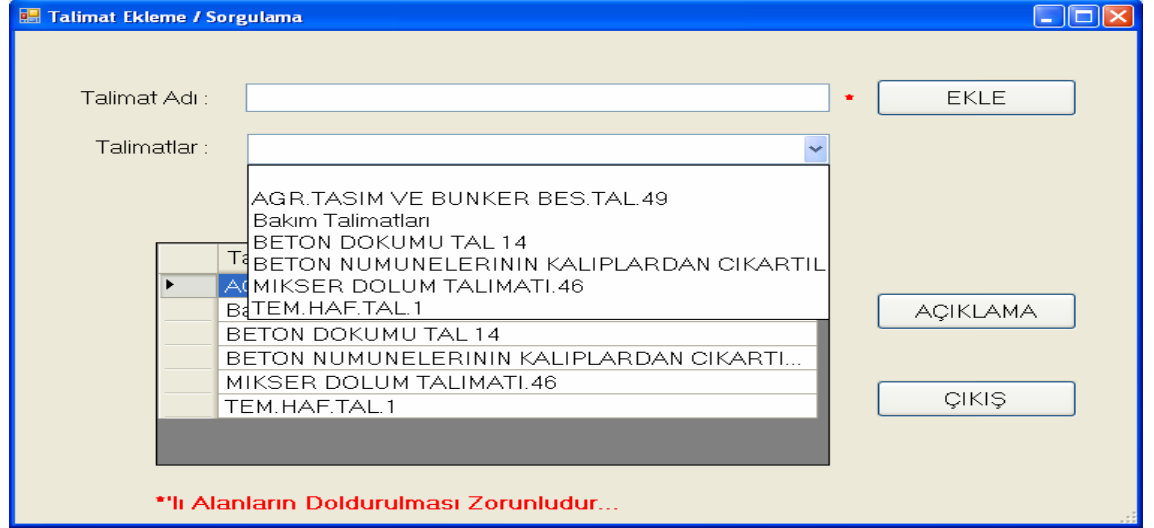 Talimat Ekleme / Sorgulama
Talimat Adı :
*
EKLE
Talimatlar :
AGR.TASIM VE BUNKER BES.TAL.49
Bakım Talimatları
BETON DOKUMU TAL 14
BETON NUMUNELERININ KALIPLARDAN CIKARTIL
MIKSER DOLUM TALIMATI.46
TEM.HAF.TAL.1
BETON DOKUMU TAL 14
BETON NUMUNELERININ KALIPLARDAN CIKARTI...
MIKSER DOLUM TALIMATI.46
TEM.HAF.TAL.1
AÇIKLAMA
ÇIKIŞ
*'lı Alanların Doldurulması Zorunludur...